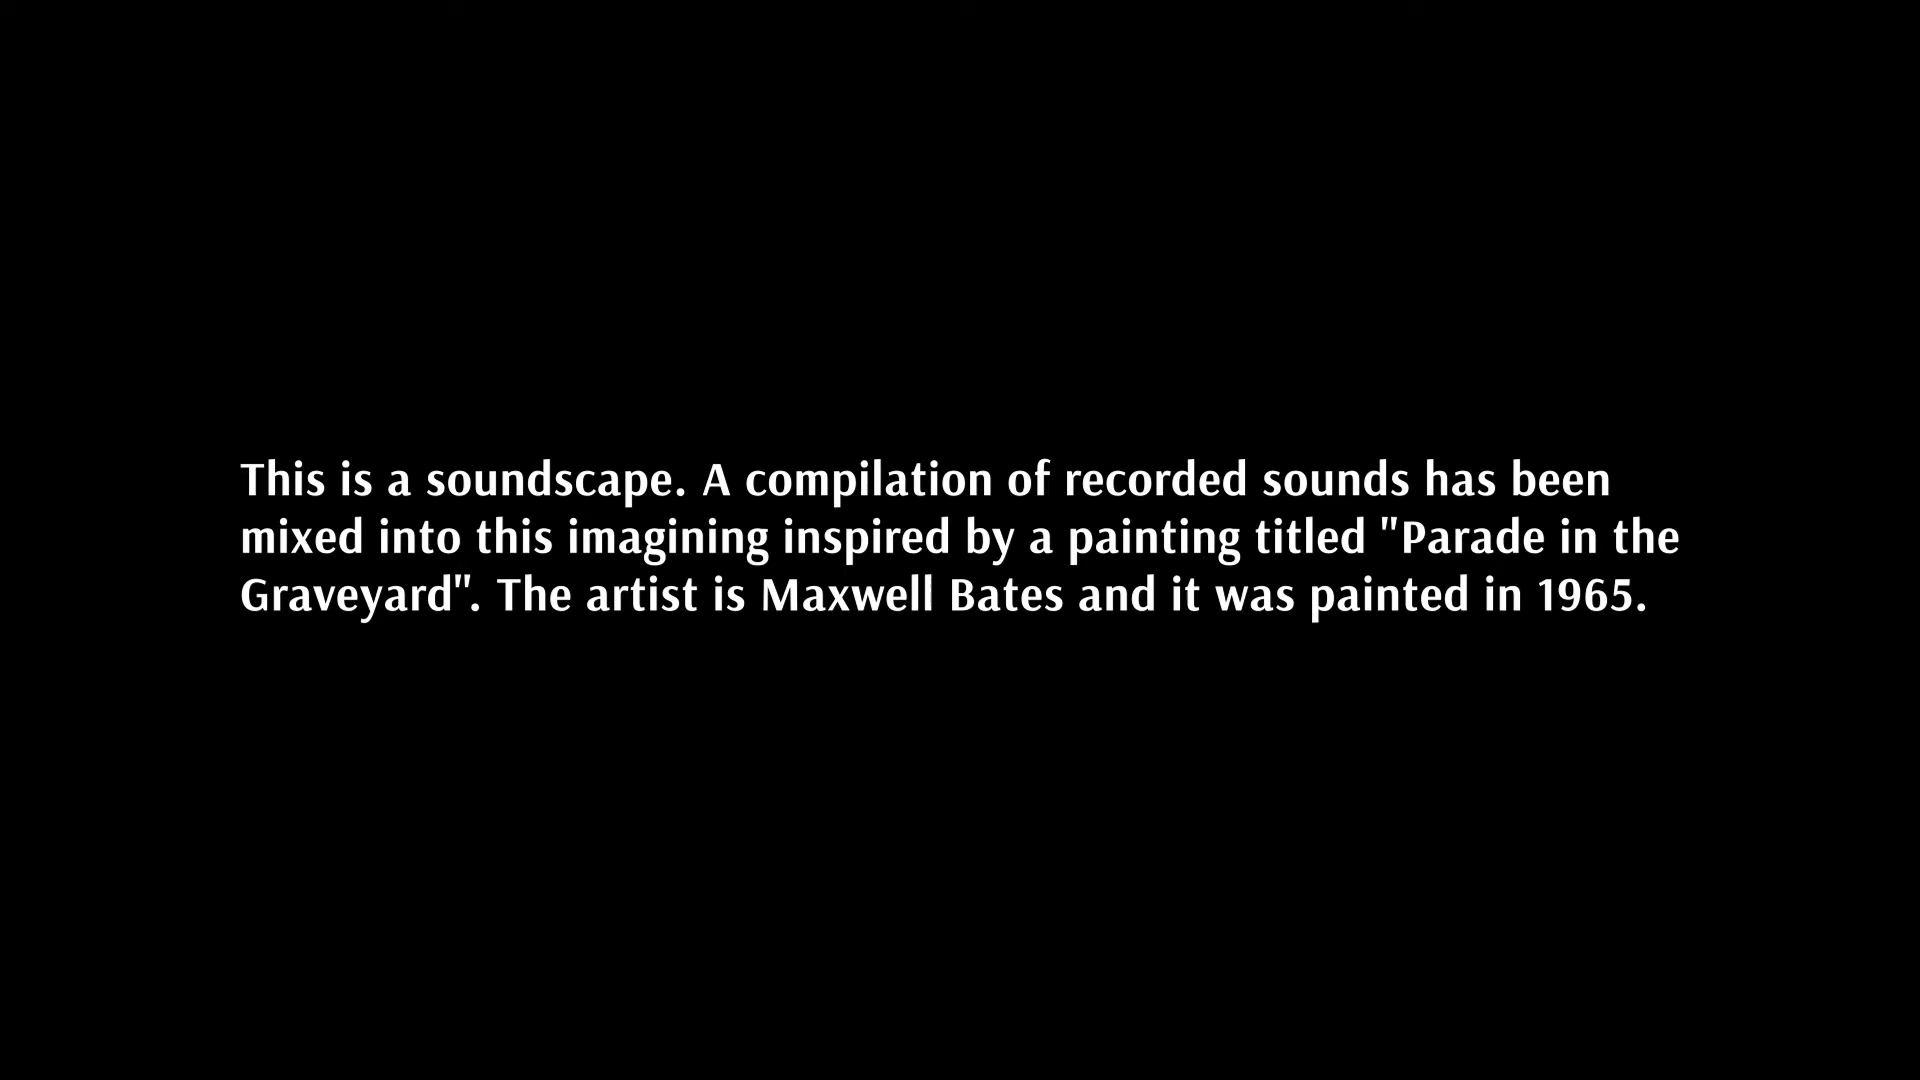 This is a soundscape. A compilation of recorded sounds has been
mixed into this imagining inspired by a painting titled "Parade in the
Graveyard". The artist is Maxwell Bates and it was painted in 1965.